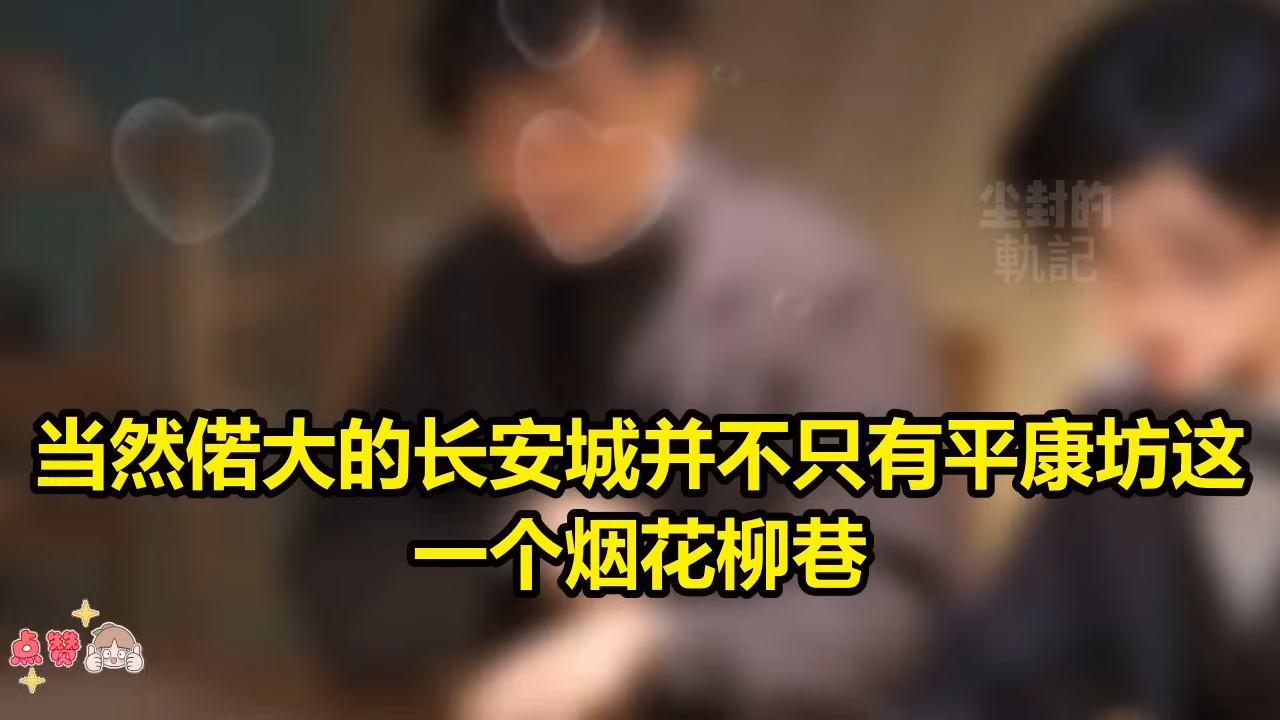 尘封的
軌記
当然偌大的长安城并不只有平康坊这
一个烟花柳巷
点赞